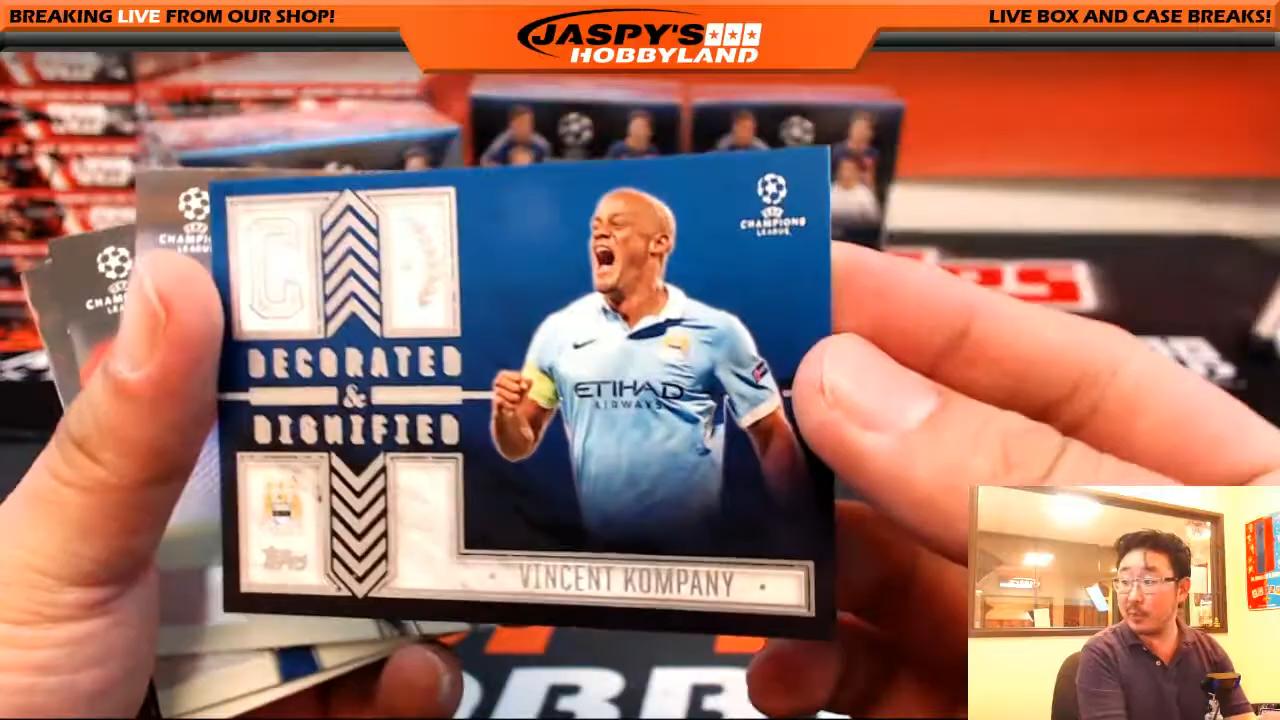 BREAKING LIVE FROM OUR SHOP!
JASPY'S
HOBBYLAND
LIVE BOX AND CASE BREAKS!
UEFA
CHAMPIONS
LEAGUE
C
DECORATED
&
DIGNIFIED
ETIHAD
AIRWAYS
TOPPS
VINCENT KOMPANY